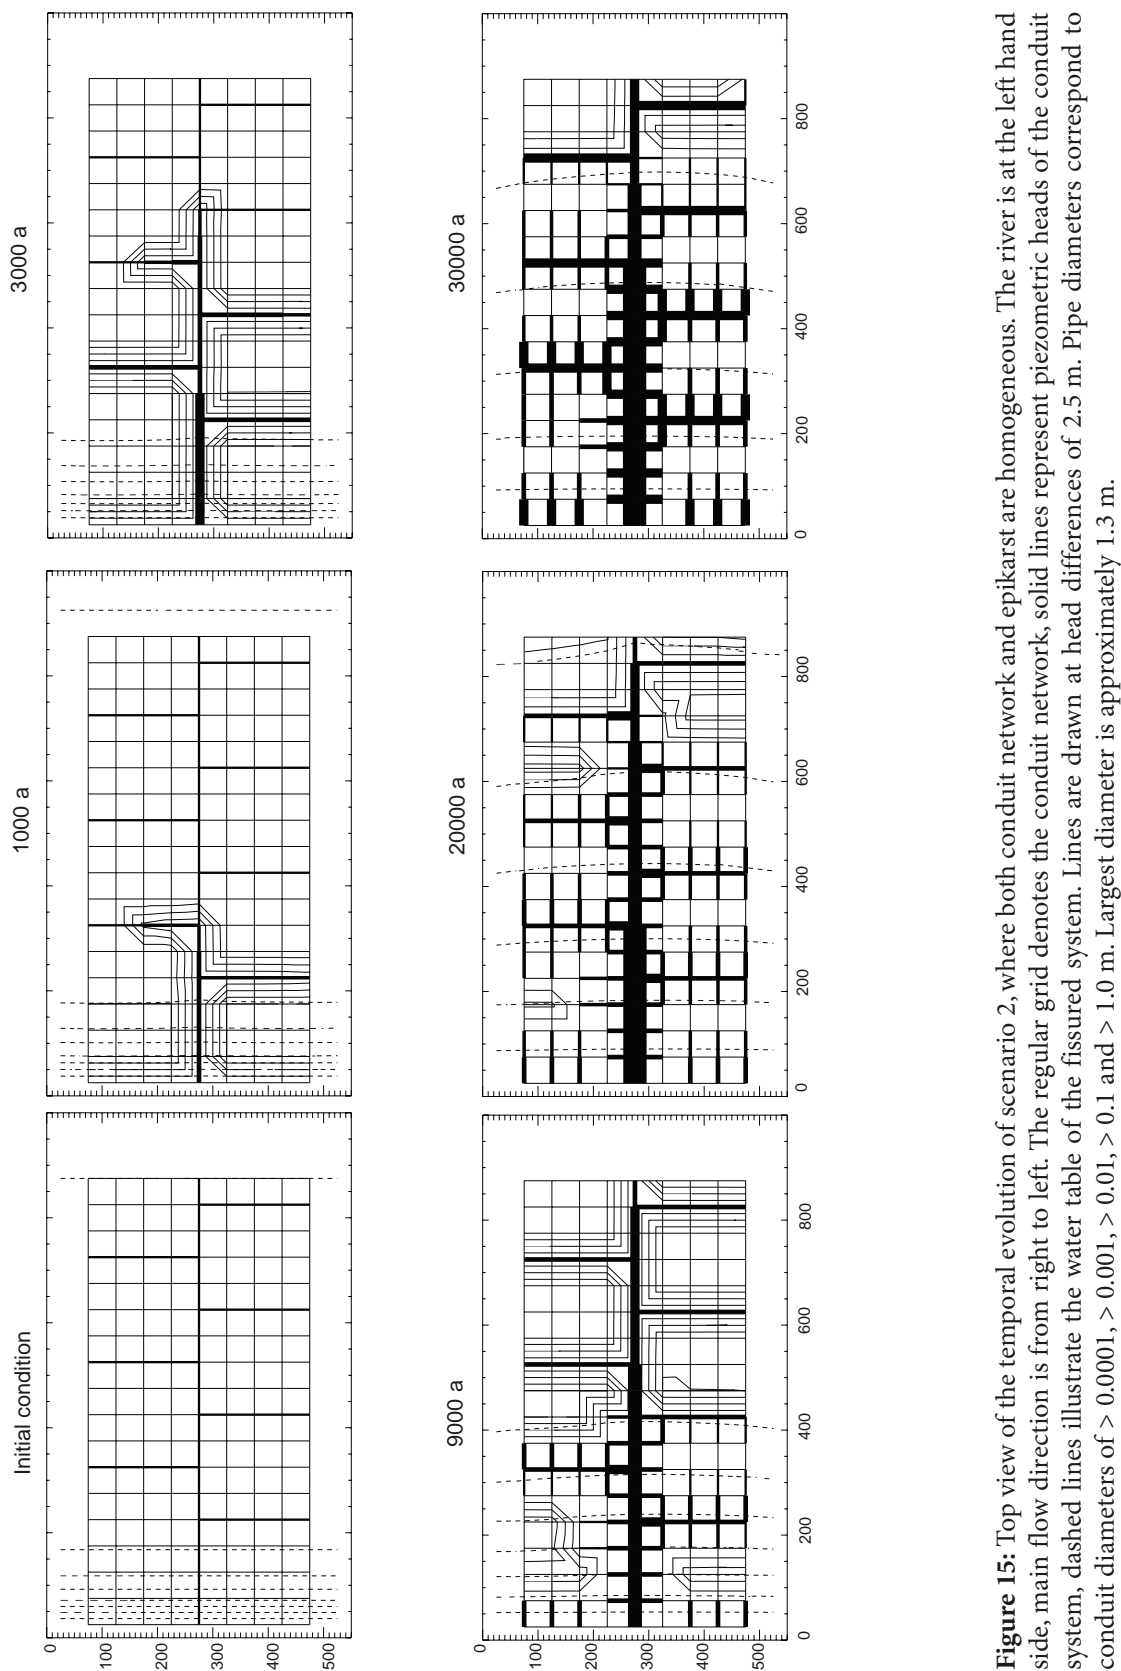 Initial condition
1000 a
3000 a
100
200
300
400
500
9000 a
20000 a
30000 a
100
200
300
400
500
0
200
400
600
800
0
200
400
600
800
0
200
400
600
800
Figure 15: Top view of the temporal evolution of scenario 2, where both conduit network and epikarst are homogeneous. The river is at the left hand
side, main flow direction is from right to left. The regular grid denotes the conduit network, solid lines represent piezometric heads of the conduit
system, dashed lines illustrate the water table of the fissured system. Lines are drawn at head differences of 2.5 m. Pipe diameters correspond to
conduit diameters of > 0.0001, > 0.001, > 0.01, > 0.1 and > 1.0 m. Largest diameter is approximately 1.3 m.